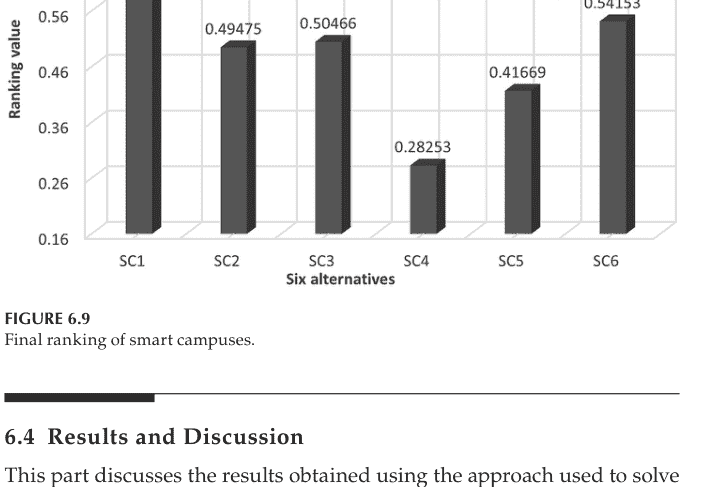 0.56
0.54153
0.49475
0.50466
0.46
0.41669
0.36
0.28253
0.26
0.16
Ranking value
SC1 SC2 SC3 SC4 SC5 SC6
Six alternatives
FIGURE 6.9
Final ranking of smart campuses.
6.4 Results and Discussion
This part discusses the results obtained using the approach used to solve